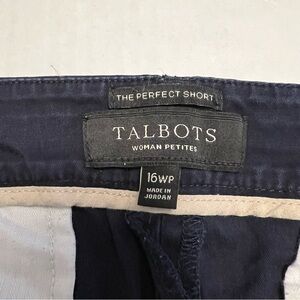 THE PERFECT SHORT
TALBOTS
WOMAN PETITES
16WP
MADE IN
JORDAN